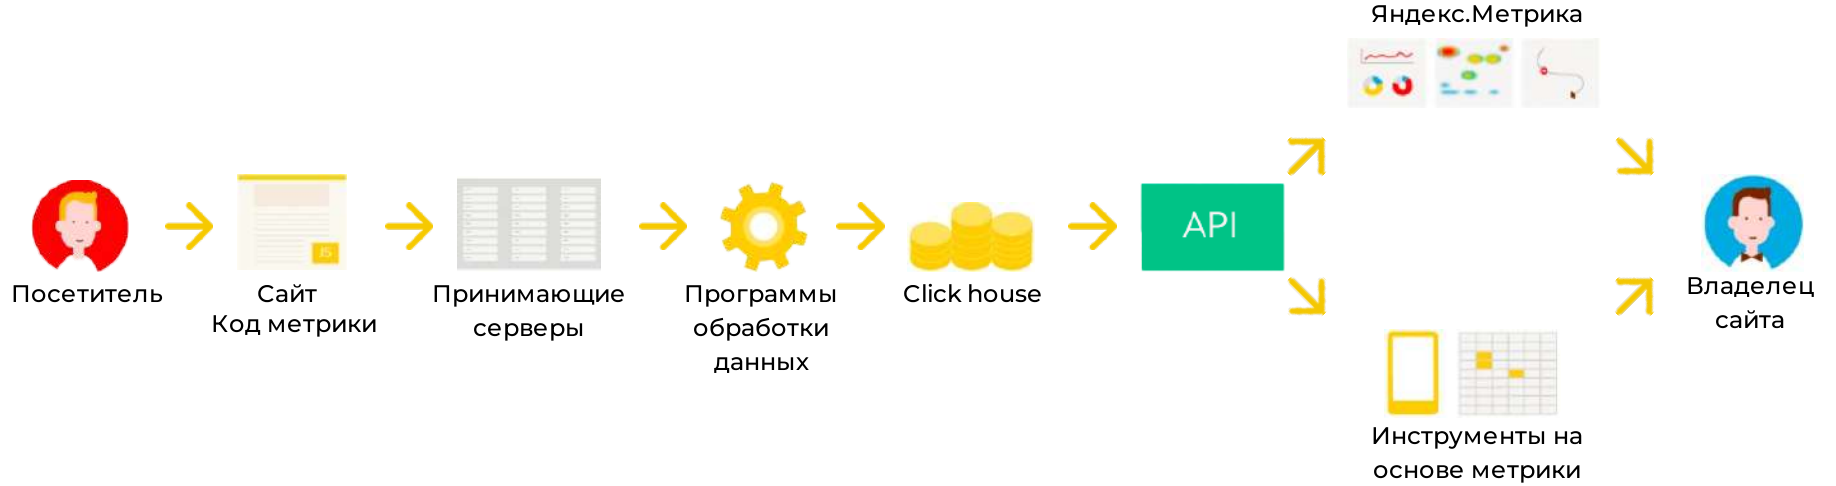 Яндекс.Метрика
JS
API
Посетитель
Сайт
Код метрики
Принимающие
серверы
Программы
обработки
данных
Click house
Владелец
сайта
Инструменты на
основе метрики